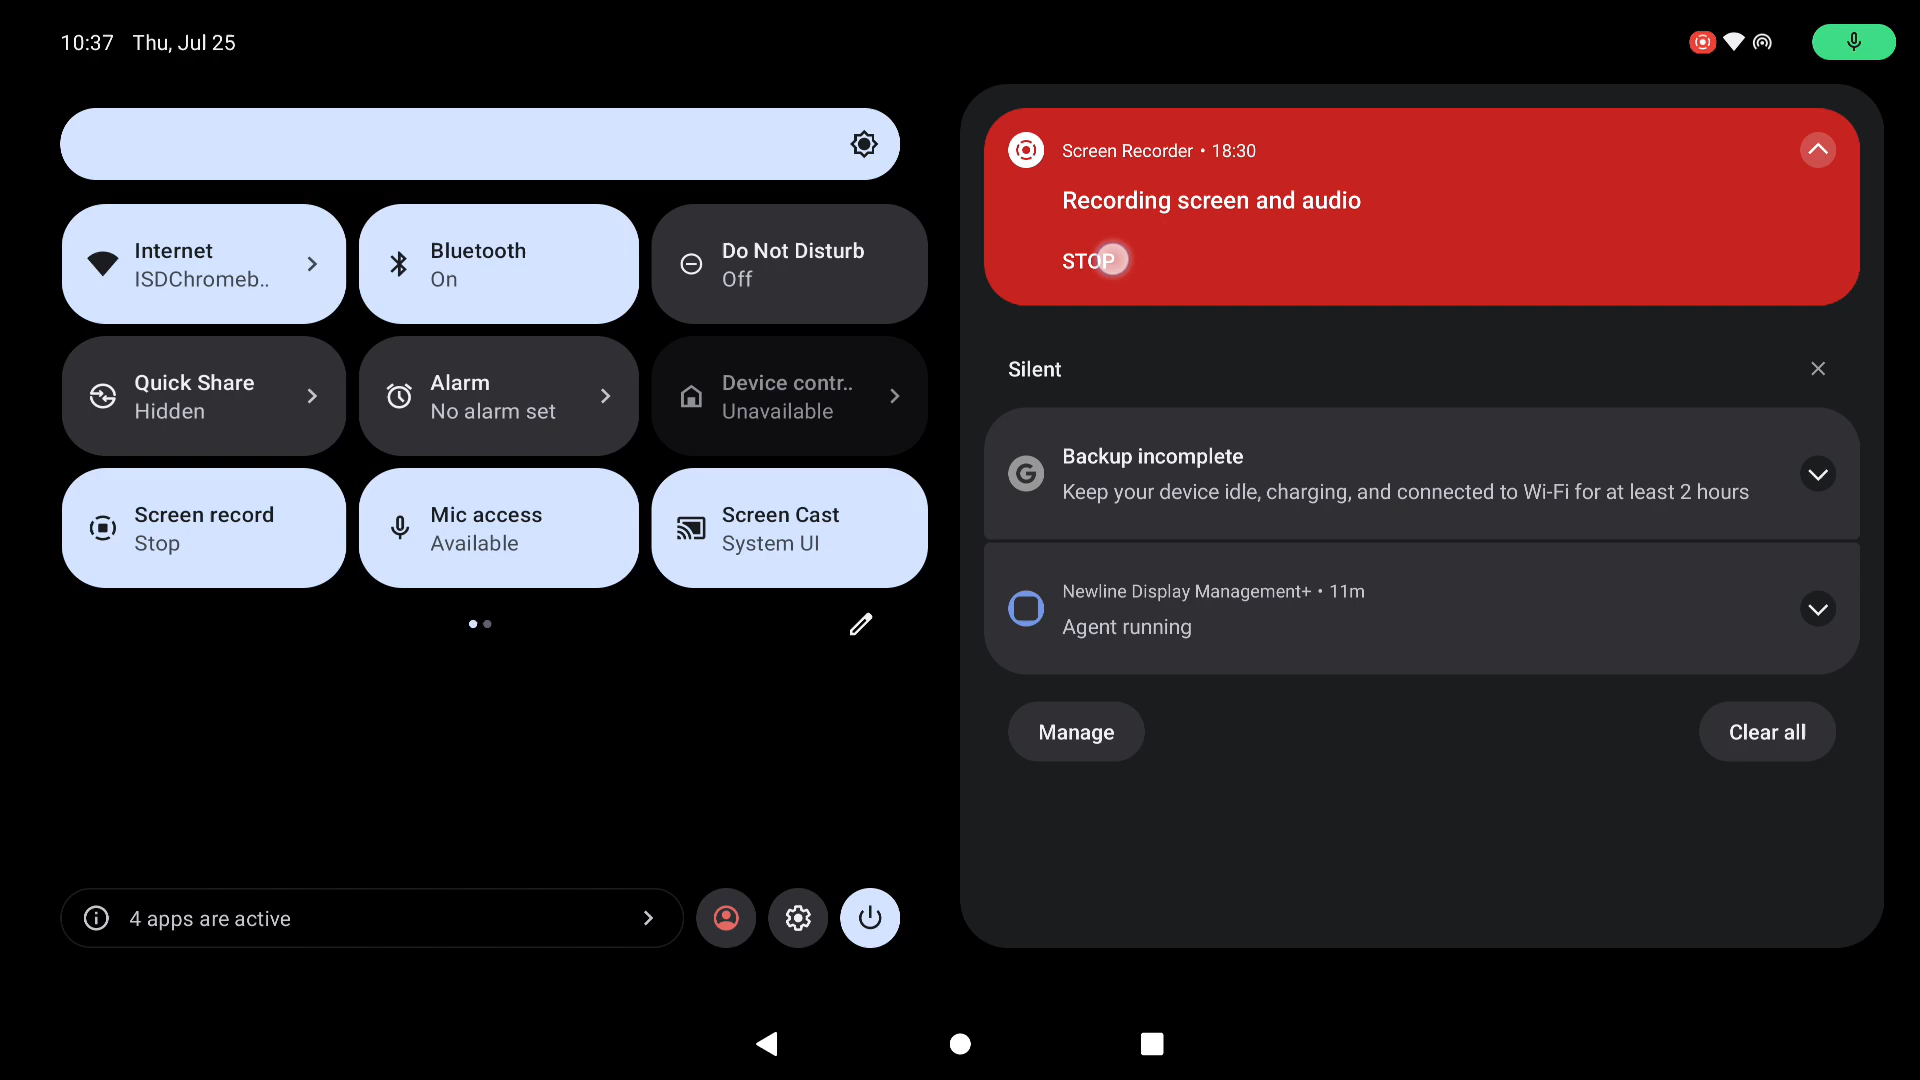 10:37 Thu, Jul 25
Internet
ISDChromeb..
Bluetooth
On
Do Not Disturb
Off
Quick Share
Hidden
Alarm
No alarm set
Device contr..
Unavailable
Screen record
Stop
Mic access
Available
Screen Cast
System UI
4 apps are active
Screen Recorder • 18:30
Recording screen and audio
STOP
Silent
Backup incomplete
Keep your device idle, charging, and connected to Wi-Fi for at least 2 hours
Newline Display Management+ • 11m
Agent running
Manage
Clear all